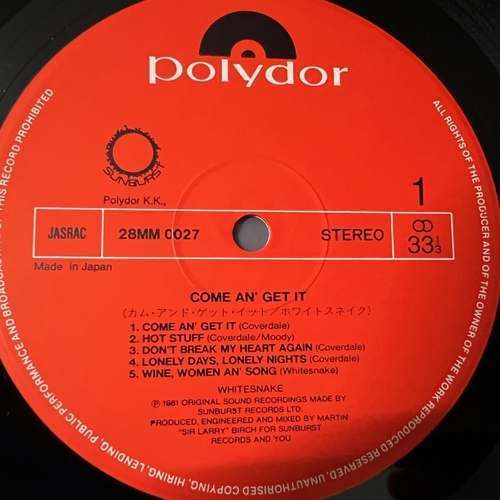 polydor
SUNBURST
Polydor K.K.,
1
JASRAC
28MM 0027
STEREO
33 1/3
Made in Japan
COME AN' GET IT
(カム・アンド・ゲット・イット/ホワイトスネイク)
1. COME AN' GET IT (Coverdale)
2. HOT STUFF (Coverdale/Moody)
3. DON'T BREAK MY HEART AGAIN (Coverdale)
4. LONELY DAYS, LONELY NIGHTS (Coverdale)
5. WINE, WOMEN AN' SONG (Whitesnake)
WHITESNAKE
℗ 1981 ORIGINAL SOUND RECORDINGS MADE BY
SUNBURST RECORDS LTD.
PRODUCED, ENGINEERED AND MIXED BY MARTIN
"SIR LARRY" BIRCH FOR SUNBURST
RECORDS AND YOU
ALL RIGHTS OF THE PRODUCER AND OF THE OWNER OF THE WORK REPRODUCED RESERVED. UNAUTHORISED COPYING, HIRING, LENDING, PUBLIC PERFORMANCE AND BROADCASTING OF THIS RECORD PROHIBITED